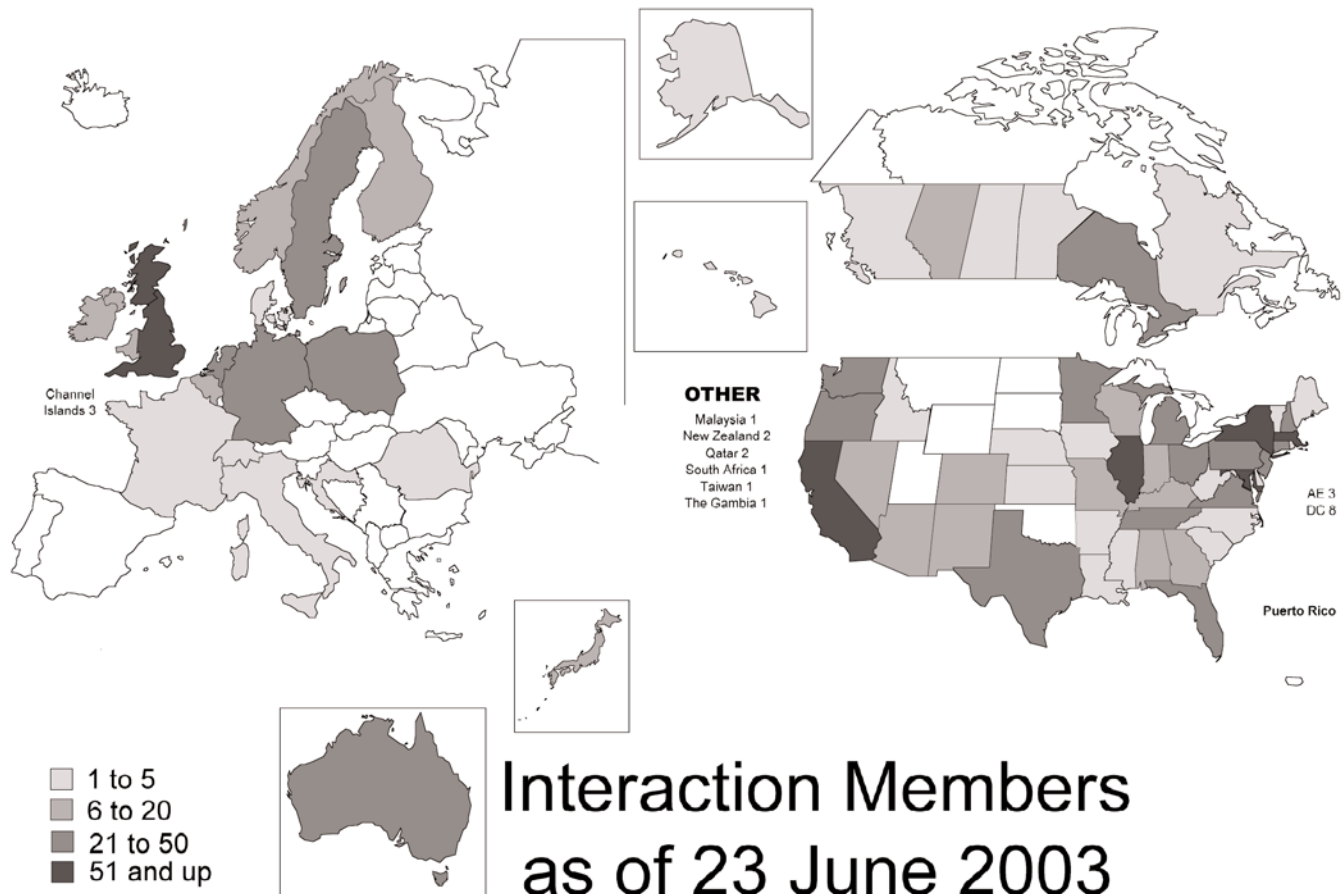 Channel
Islands 3
OTHER
Malaysia 1
New Zealand 2
Qatar 2
South Africa 1
Taiwan 1
The Gambia 1
AE 3
DC 8
Puerto Rico
1 to 5
6 to 20
21 to 50
51 and up
Interaction Members
as of 23 June 2003